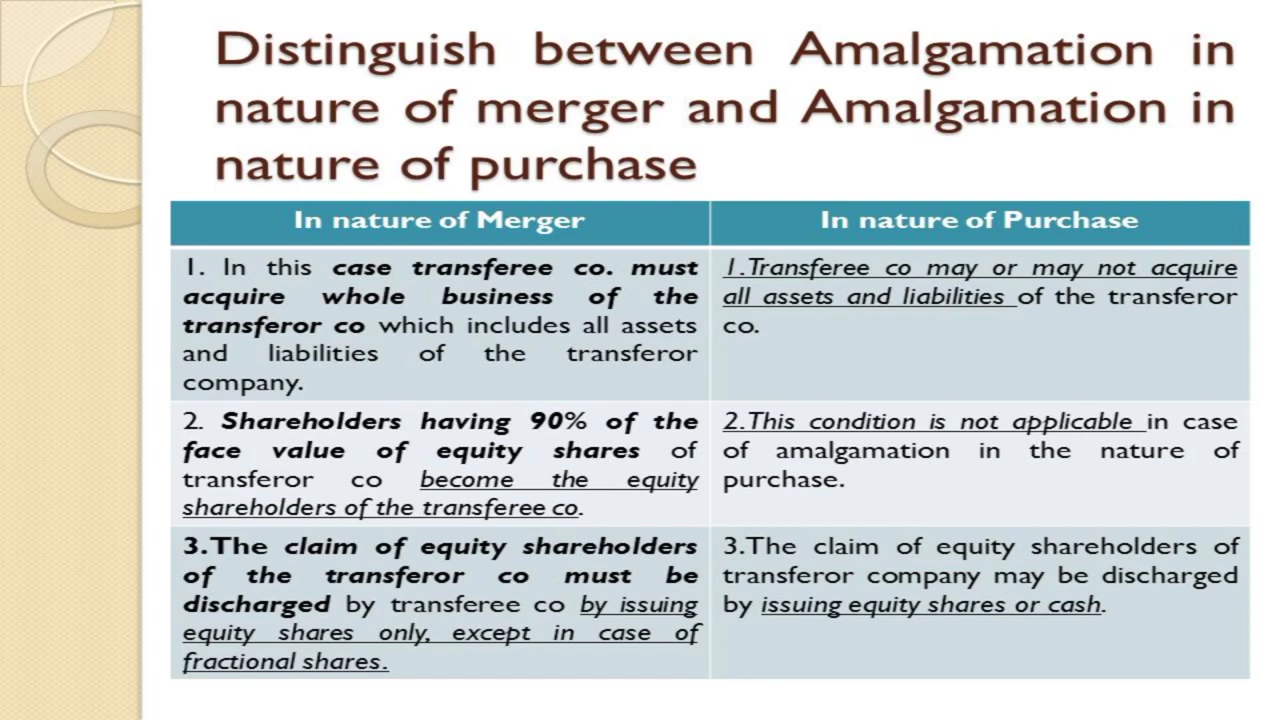 Distinguish between Amalgamation in
nature of merger and Amalgamation in
nature of purchase
In nature of Merger
In nature of Purchase
1. In this case transferee co. must
acquire whole business of the
transferor co which includes all assets
and liabilities of the transferor
company.
1.Transferee co may or may not acquire
all assets and liabilities of the transferor
co.
2. Shareholders having 90% of the
face value of equity shares of
transferor co become the equity
shareholders of the transferee co.
2.This condition is not applicable in case
of amalgamation in the nature of
purchase.
3.The claim of equity shareholders
of the transferor co must be
discharged by transferee co by issuing
equity shares only, except in case of
fractional shares.
3.The claim of equity shareholders of
transferor company may be discharged
by issuing equity shares or cash.